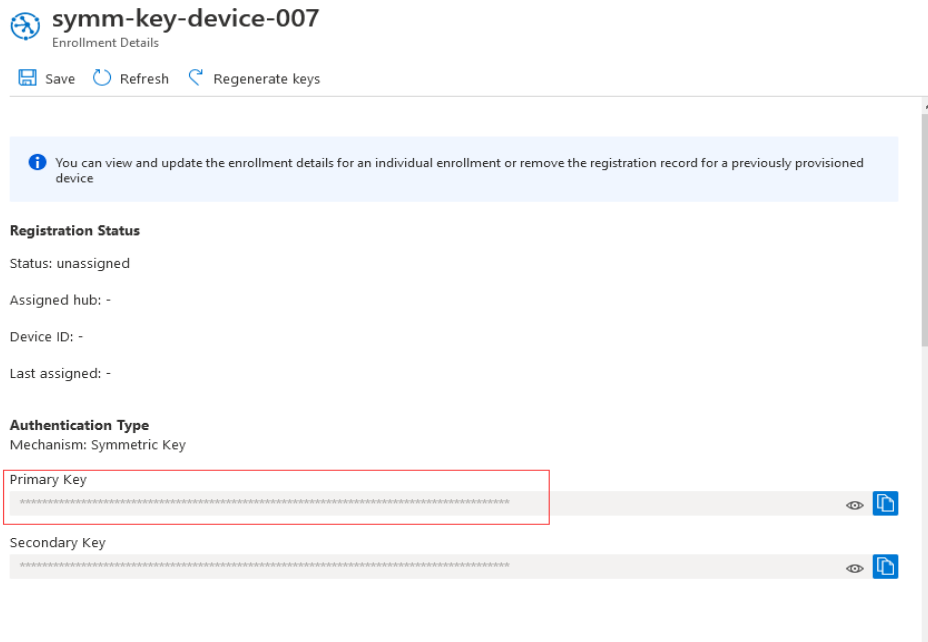 symm-key-device-007
Enrollment Details
Save Refresh Regenerate keys
You can view and update the enrollment details for an individual enrollment or remove the registration record for a previously provisioned
device
Registration Status
Status: unassigned
Assigned hub: -
Device ID: -
Last assigned: -
Authentication Type
Mechanism: Symmetric Key
Primary Key
****************************************************************************************
Secondary Key
****************************************************************************************